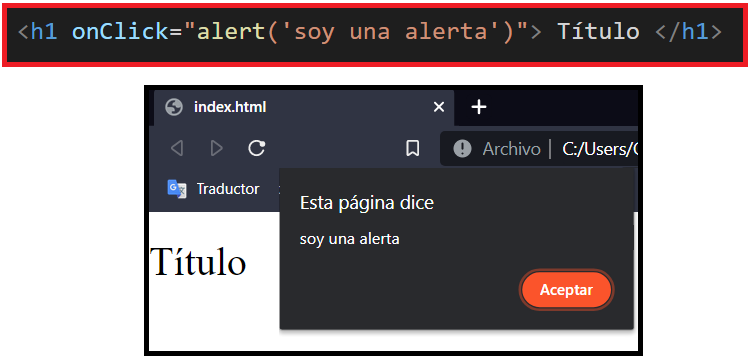 <h1 onClick="alert('soy una alerta')"> Título </h1>
index.html
Archivo | C:/Users/
Traductor
Esta página dice
soy una alerta
Título
Aceptar